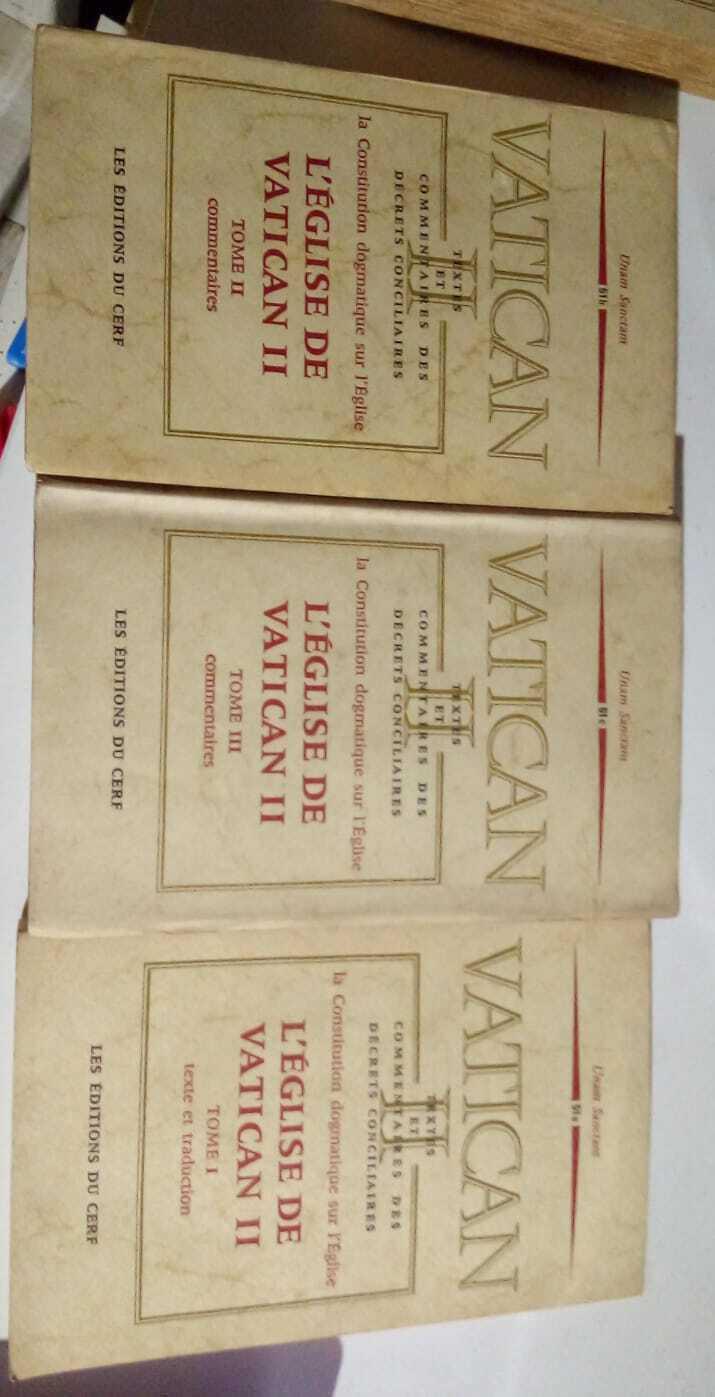 Unam Sanctam
51b
VATICAN
II
TEXTES
ET
COMMENTAIRES DES
DÉCRETS CONCILIAIRES
la Constitution dogmatique sur l'Église
L'ÉGLISE DE
VATICAN II
TOME II
commentaires
LES ÉDITIONS DU CERF
Unam Sanctam
51c
VATICAN
II
TEXTES
ET
COMMENTAIRES DES
DÉCRETS CONCILIAIRES
la Constitution dogmatique sur l'Église
L'ÉGLISE DE
VATICAN II
TOME III
commentaires
LES ÉDITIONS DU CERF
Unam Sanctam
51a
VATICAN
II
TEXTES
ET
COMMENTAIRES DES
DÉCRETS CONCILIAIRES
la Constitution dogmatique sur l'Église
L'ÉGLISE DE
VATICAN II
TOME I
texte et traduction
LES ÉDITIONS DU CERF